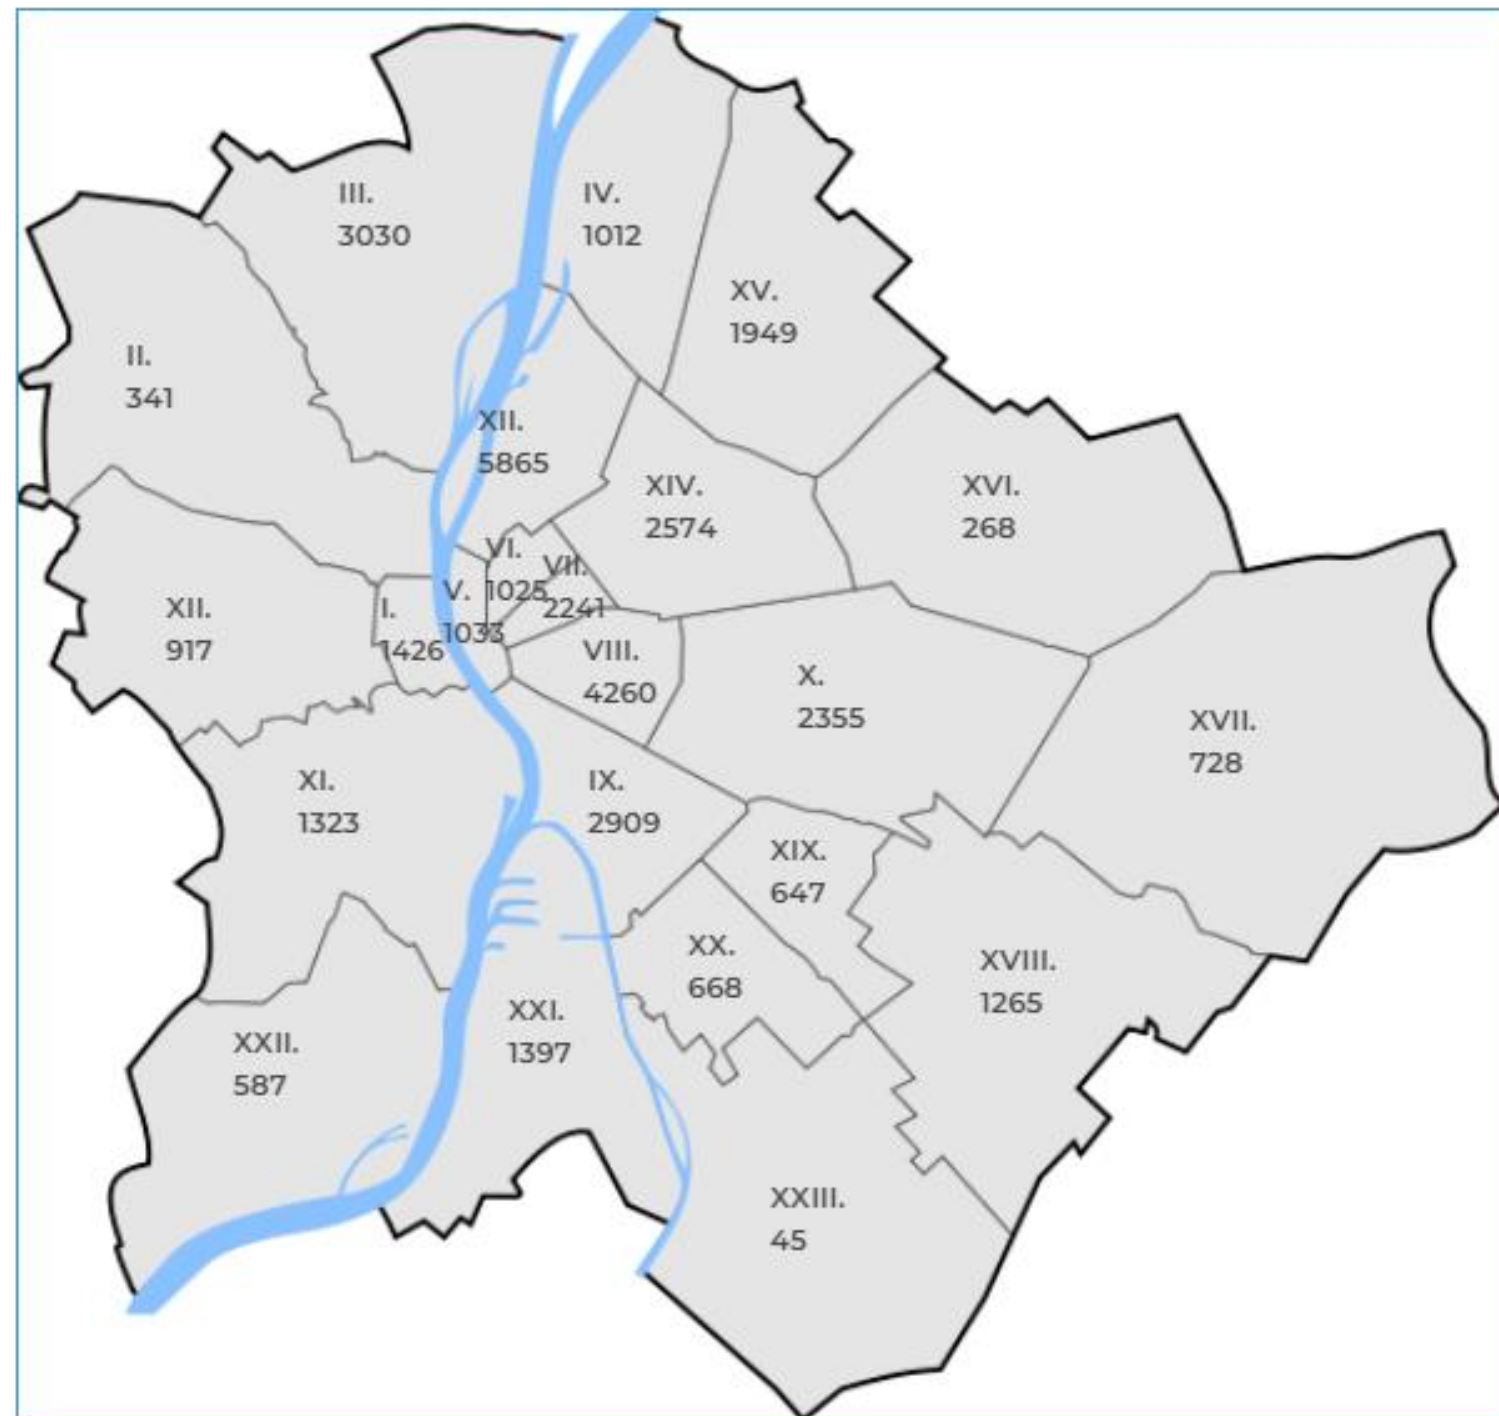 III.
3030
IV.
1012
XV.
1949
II.
341
XII.
5865
XIV.
2574
XVI.
268
VI.
1025
VII.
2241
V.
1033
I.
1426
XII.
917
VIII.
4260
X.
2355
XVII.
728
XI.
1323
IX.
2909
XIX.
647
XX.
668
XVIII.
1265
XXI.
1397
XXII.
587
XXIII.
45